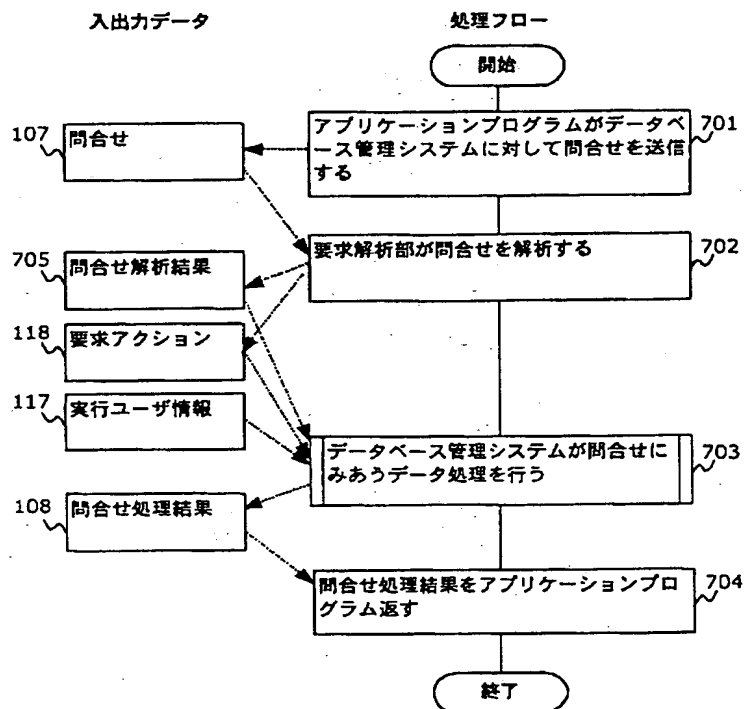 入出力データ
処理フロー
開始
701
アプリケーションプログラムがデータベ
ース管理システムに対して問合せを送信
する
107
問合せ
702
要求解析部が問合せを解析する
705
問合せ解析結果
118
要求アクション
117
実行ユーザ情報
703
データベース管理システムが問合せに
みあうデータ処理を行う
108
問合せ処理結果
704
問合せ処理結果をアプリケーションプロ
グラム返す
終了